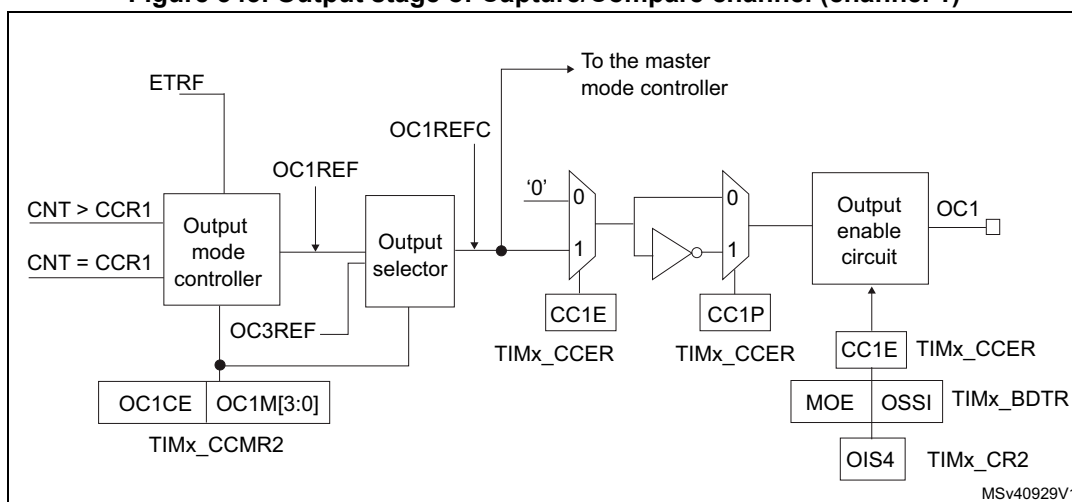 Figure 340. Output stage of Capture/Compare channel (channel 1)
To the master
mode controller
ETRF
OC1REFC
OC1REF
'0'
0
1
0
1
CNT > CCR1
CNT = CCR1
Output
mode
controller
Output
selector
Output
enable
circuit
OC1
OC3REF
CC1E
TIMx_CCER
CC1P
TIMx_CCER
CC1E
TIMx_CCER
OC1CE
OC1M[3:0]
TIMx_CCMR2
MOE
OSSI
TIMx_BDTR
OIS4
TIMx_CR2
MSv40929V1